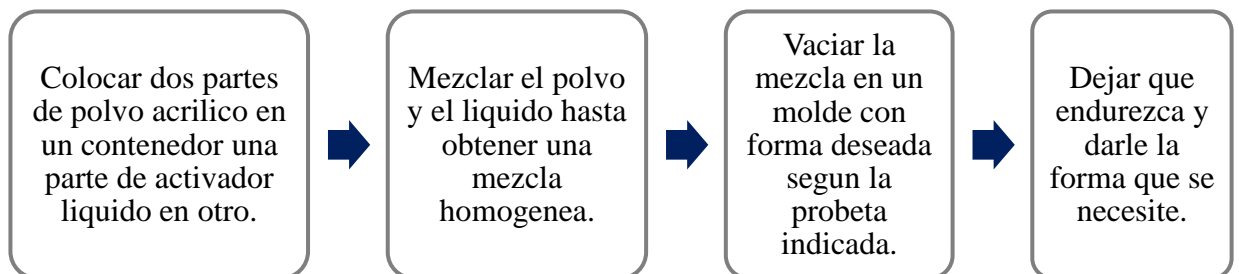 Colocar dos partes
de polvo acrilico en
un contenedor una
parte de activador
liquido en otro.
Mezclar el polvo
y el liquido hasta
obtener una
mezcla
homogenea.
Vaciar la
mezcla en un
molde con
forma deseada
segun la
probeta
indicada.
Dejar que
endurezca y
darle la
forma que se
necesite.